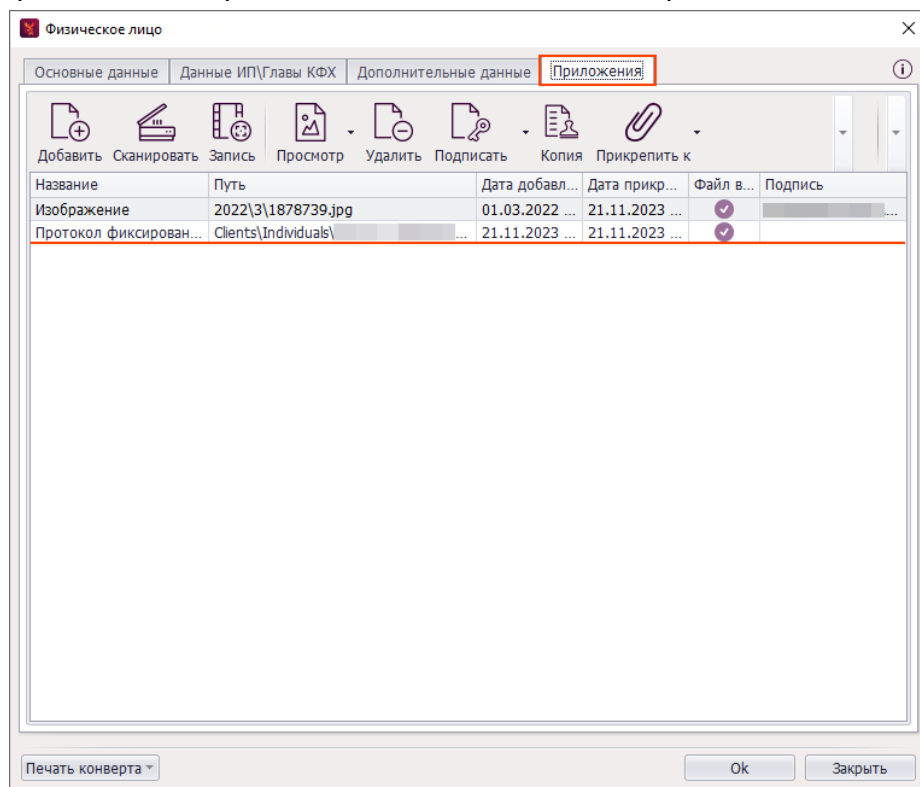 Физическое лицо
Основные данные Данные ИП\Главы КФХ Дополнительные данные Приложения
Добавить Сканировать Запись Просмотр Удалить Подписать Копия Прикрепить к
Название Путь Дата добавл... Дата прикр... Файл в... Подпись
Изображение 2022\3\1878739.jpg 01.03.2022 ... 21.11.2023 ... ...
Протокол фиксирован... Clients\Individuals\ ... 21.11.2023 ... 21.11.2023 ...
Печать конверта Ok Закрыть